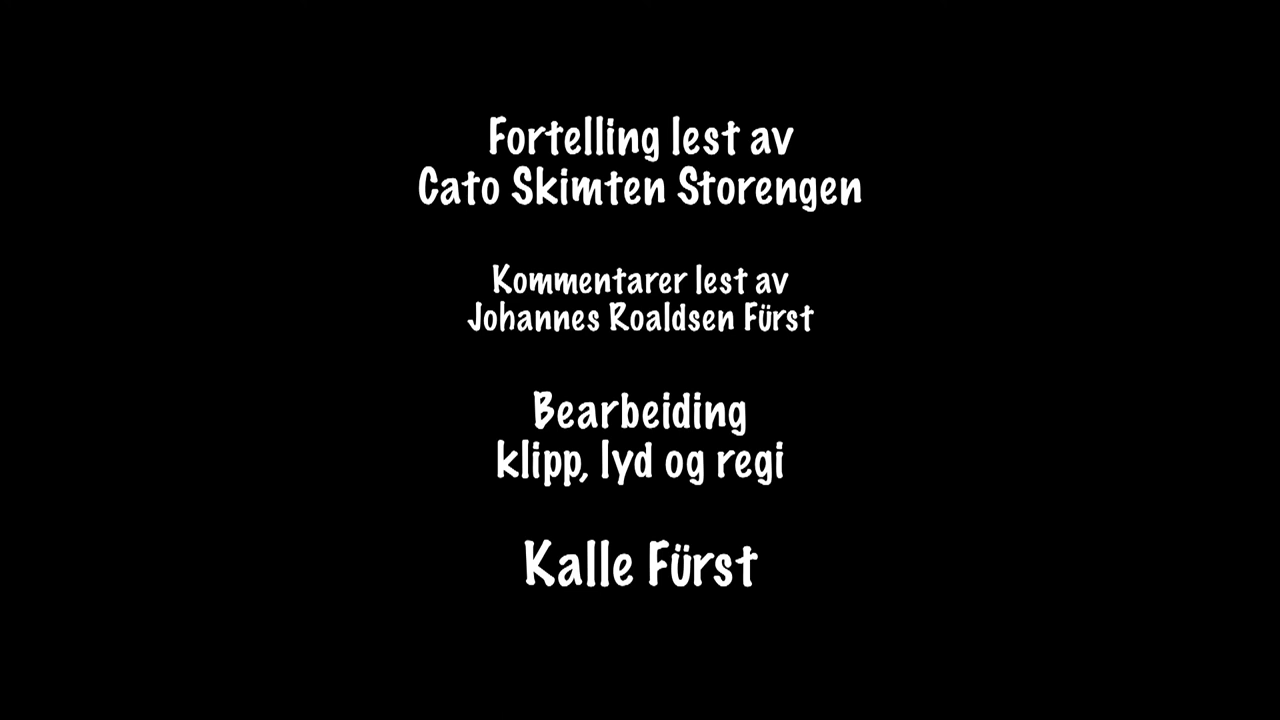 Fortelling lest av
Cato Skimten Storengen
Kommentarer lest av
Johannes Roaldsen Fürst
Bearbeiding
klipp, lyd og regi
Kalle Fürst